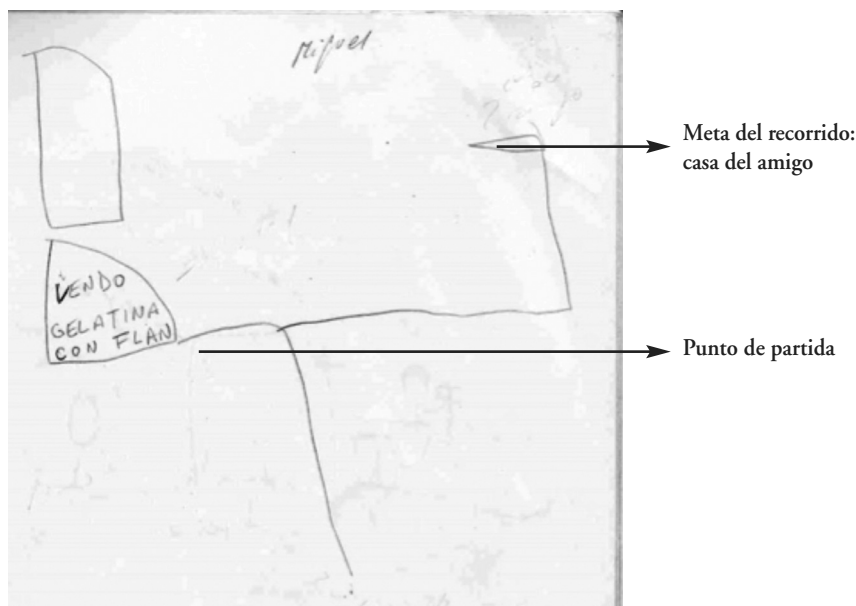 Miguel
Meta del recorrido:
casa del amigo
VENDO
GELATINA
CON FLAN
Punto de partida